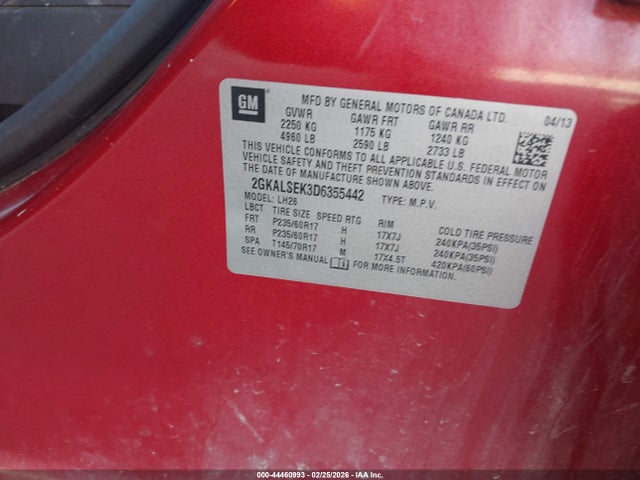 GM
MFD BY GENERAL MOTORS OF CANADA LTD.
04/13
GVWR GAWR FRT GAWR RR
2250 KG 1175 KG 1240 KG
4960 LB 2590 LB 2733 LB
THIS VEHICLE CONFORMS TO ALL APPLICABLE U.S. FEDERAL MOTOR
VEHICLE SAFETY AND THEFT PREVENTION STANDARDS IN EFFECT ON
THE DATE OF MANUFACTURE SHOWN ABOVE.
2GKALSEK3D6355442 TYPE: M.P.V.
MODEL: LH26
LBCT TIRE SIZE SPEED RTG RIM COLD TIRE PRESSURE
FRT P235/60R17 H 17X7J 240KPA(35PSI)
RR P235/60R17 H 17X7J 240KPA(35PSI)
SPA T145/70R17 M 17X4.5T 420KPA(60PSI)
SEE OWNER'S MANUAL FOR MORE INFORMATION.
000-44460993 - 02/25/2026 - © IAA Inc.